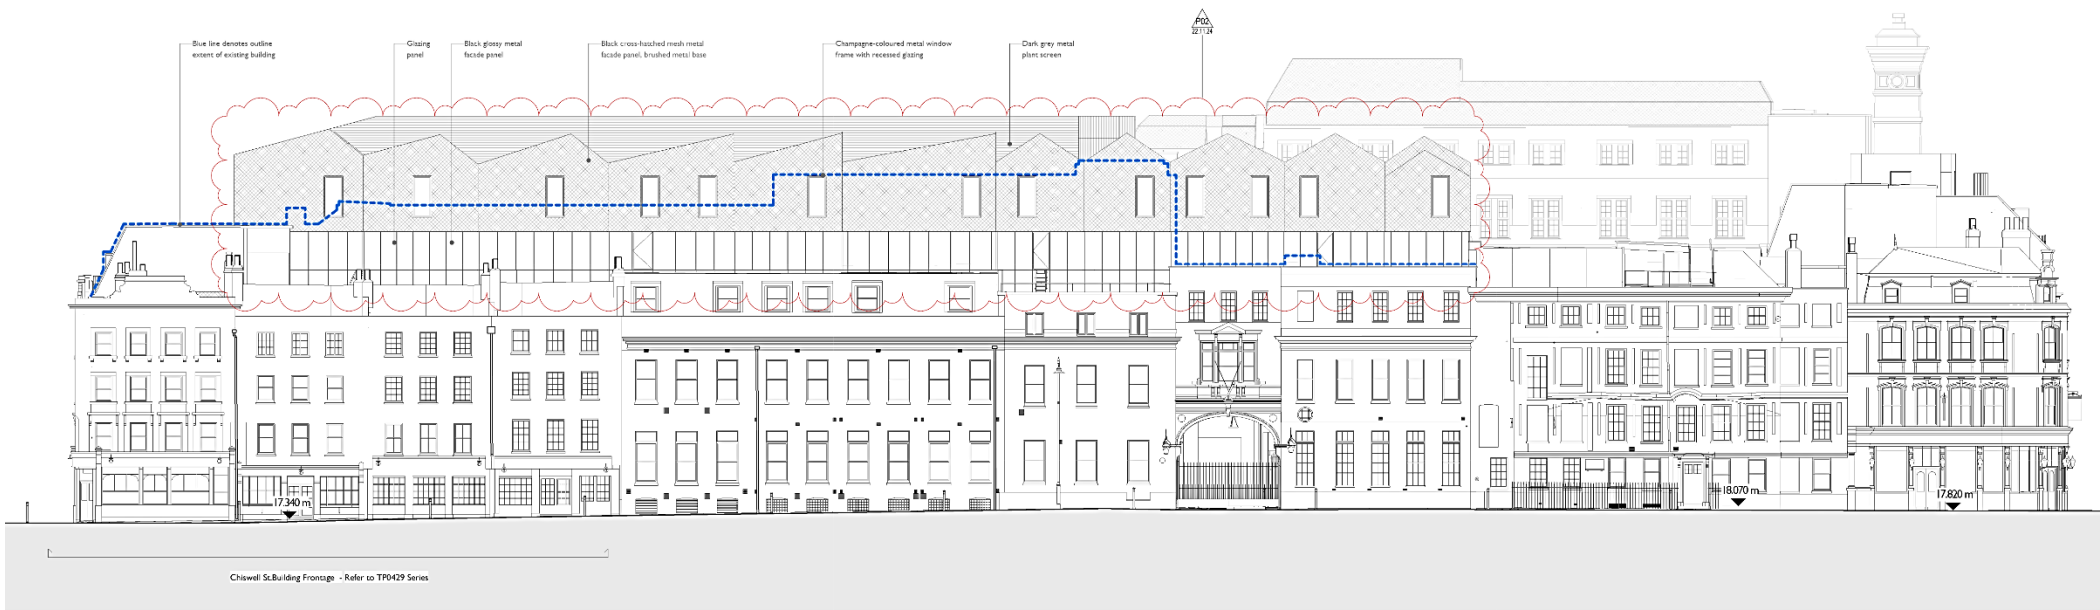 P02
22.11.24
Blue line denotes outline
extent of existing building
Glazing
panel
Black glossy metal
facade panel
Black cross-hatched mesh metal
facade panel, brushed metal base
Champagne-coloured metal window
frame with recessed glazing
Dark grey metal
plant screen
17.340 m
18.070 m
17.820 m
Chiswell St.Building Frontage - Refer to TP0429 Series